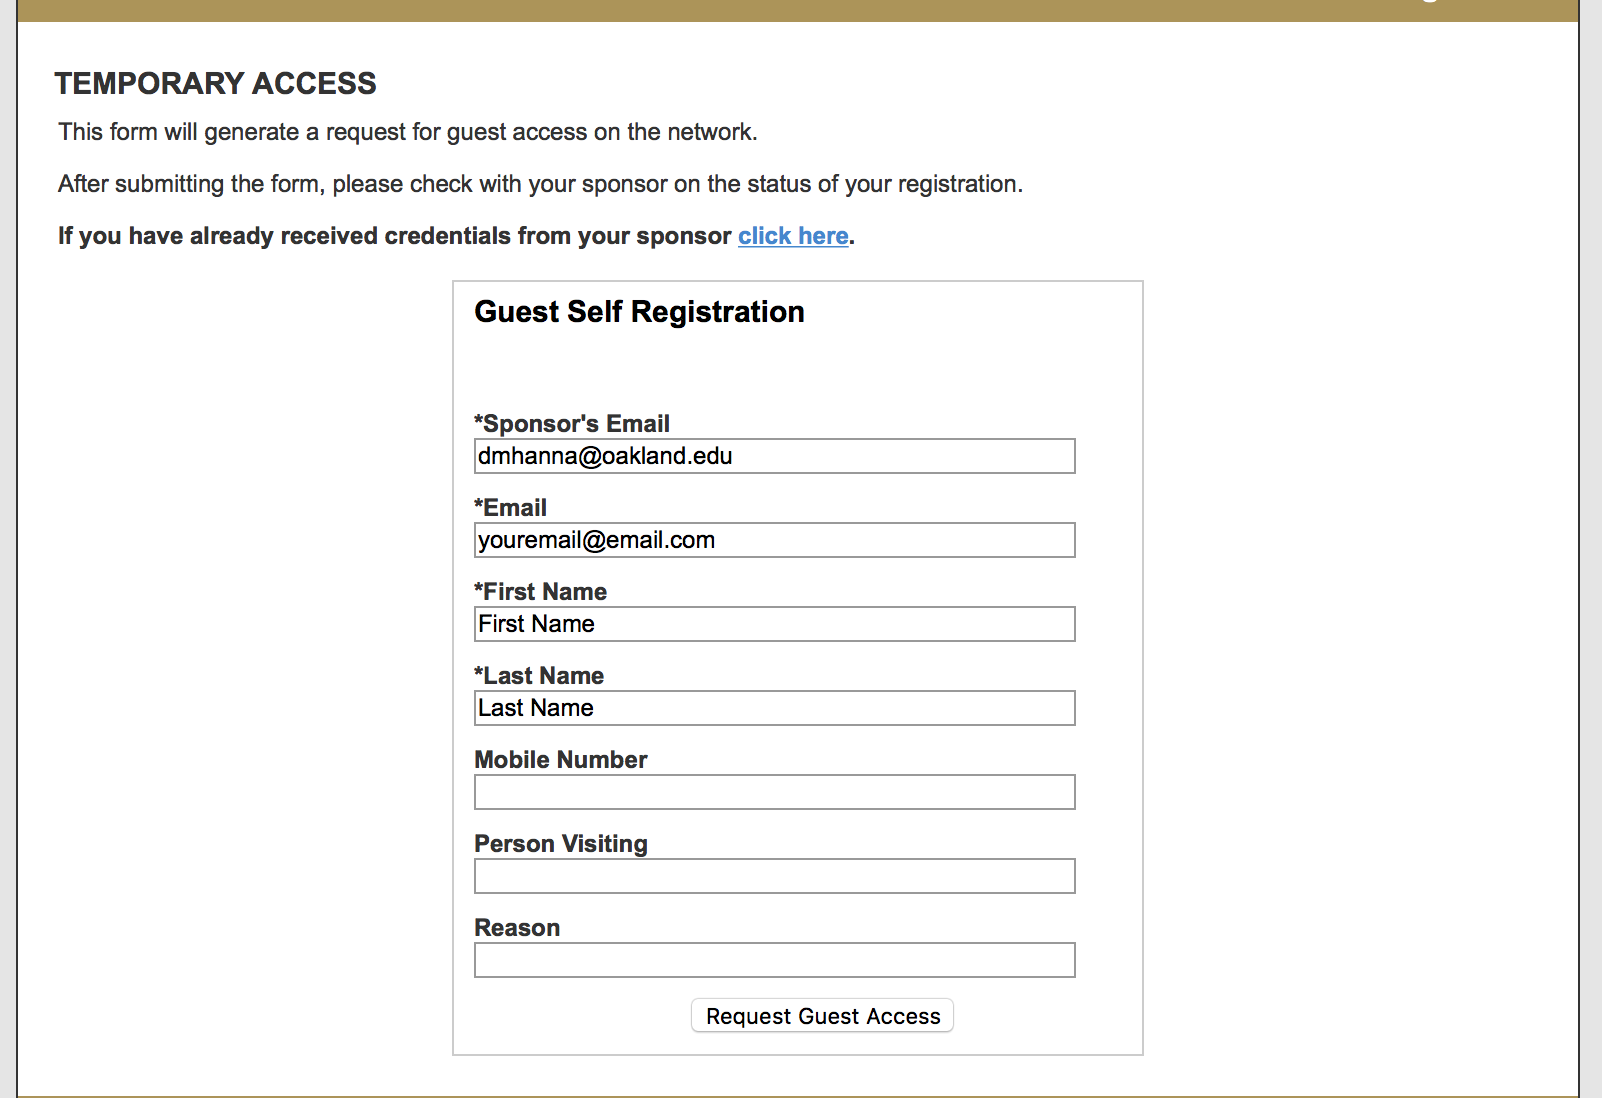 TEMPORARY ACCESS
This form will generate a request for guest access on the network.
After submitting the form, please check with your sponsor on the status of your registration.
If you have already received credentials from your sponsor click here.
Guest Self Registration
*Sponsor's Email
dmhanna@oakland.edu
*Email
youremail@email.com
*First Name
First Name
*Last Name
Last Name
Mobile Number
Person Visiting
Reason
Request Guest Access